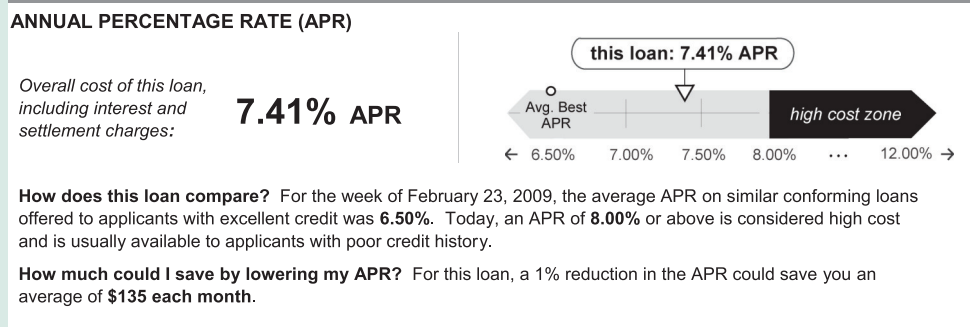 ANNUAL PERCENTAGE RATE (APR)
Overall cost of this loan,
including interest and
settlement charges:
7.41% APR
this loan: 7.41% APR
Avg. Best
APR
high cost zone
← 6.50% 7.00% 7.50% 8.00% ... 12.00% →
How does this loan compare? For the week of February 23, 2009, the average APR on similar conforming loans
offered to applicants with excellent credit was 6.50%. Today, an APR of 8.00% or above is considered high cost
and is usually available to applicants with poor credit history.
How much could I save by lowering my APR? For this loan, a 1% reduction in the APR could save you an
average of $135 each month.